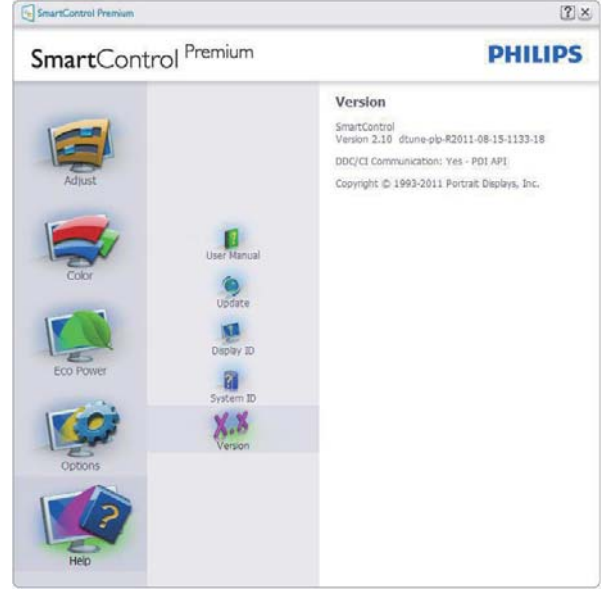 SmartControl Premium
? ×
SmartControl Premium
PHILIPS
Adjust
Color
Eco Power
Options
Help
User Manual
Update
Display ID
System ID
X.X
Version
Version
SmartControl
Version 2.10 dtune-plp-R2011-08-15-1133-18
DDC/CI Communication: Yes - PDI API
Copyright © 1993-2011 Portrait Displays, Inc.